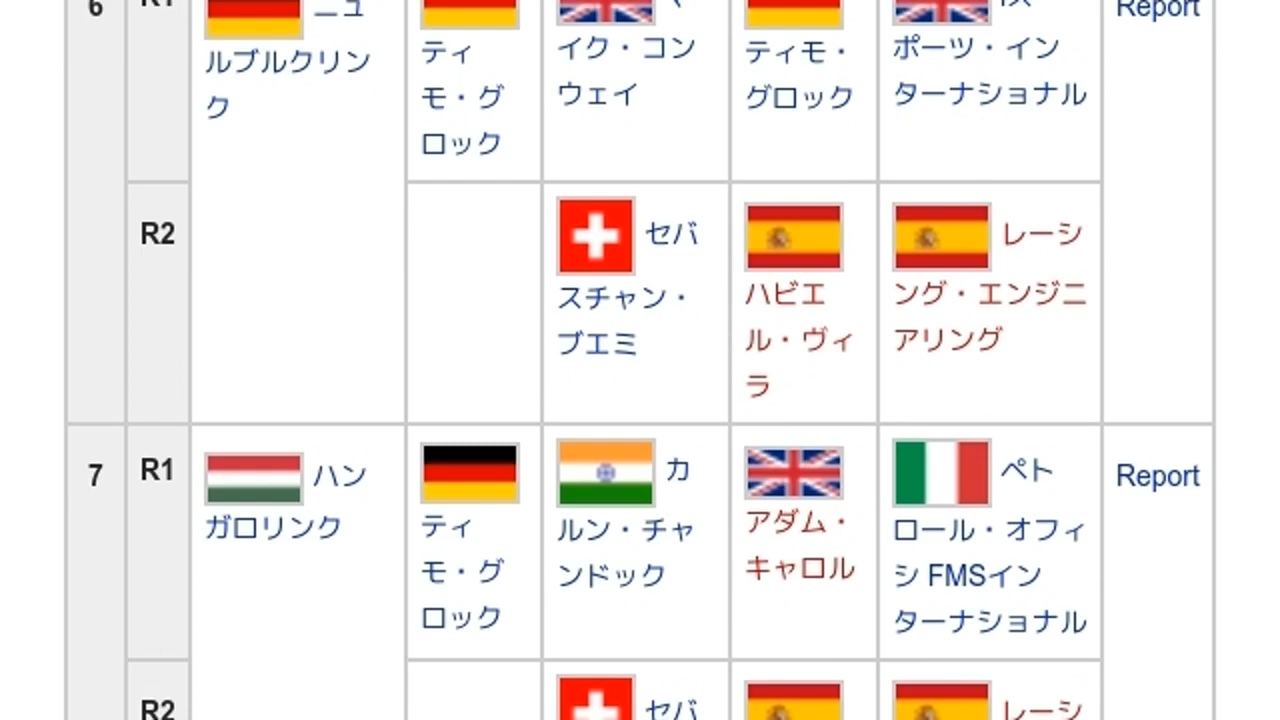 6
ニュ
ルブルクリン
ク
ティ
モ・グ
ロック
イク・コン
ウェイ
ティモ・
グロック
ポーツ・イン
ターナショナル
Report
R2
セバ
スチャン・
ブエミ
ハビエ
ル・ヴィ
ラ
レーシ
ング・エンジニ
アリング
7
R1
ハン
ガロリンク
ティ
モ・グ
ロック
カ
ルン・チャ
ンドック
アダム・
キャロル
ペト
ロール・オフィ
シ FMSイン
ターナショナル
Report
R2
セバ
レーシ